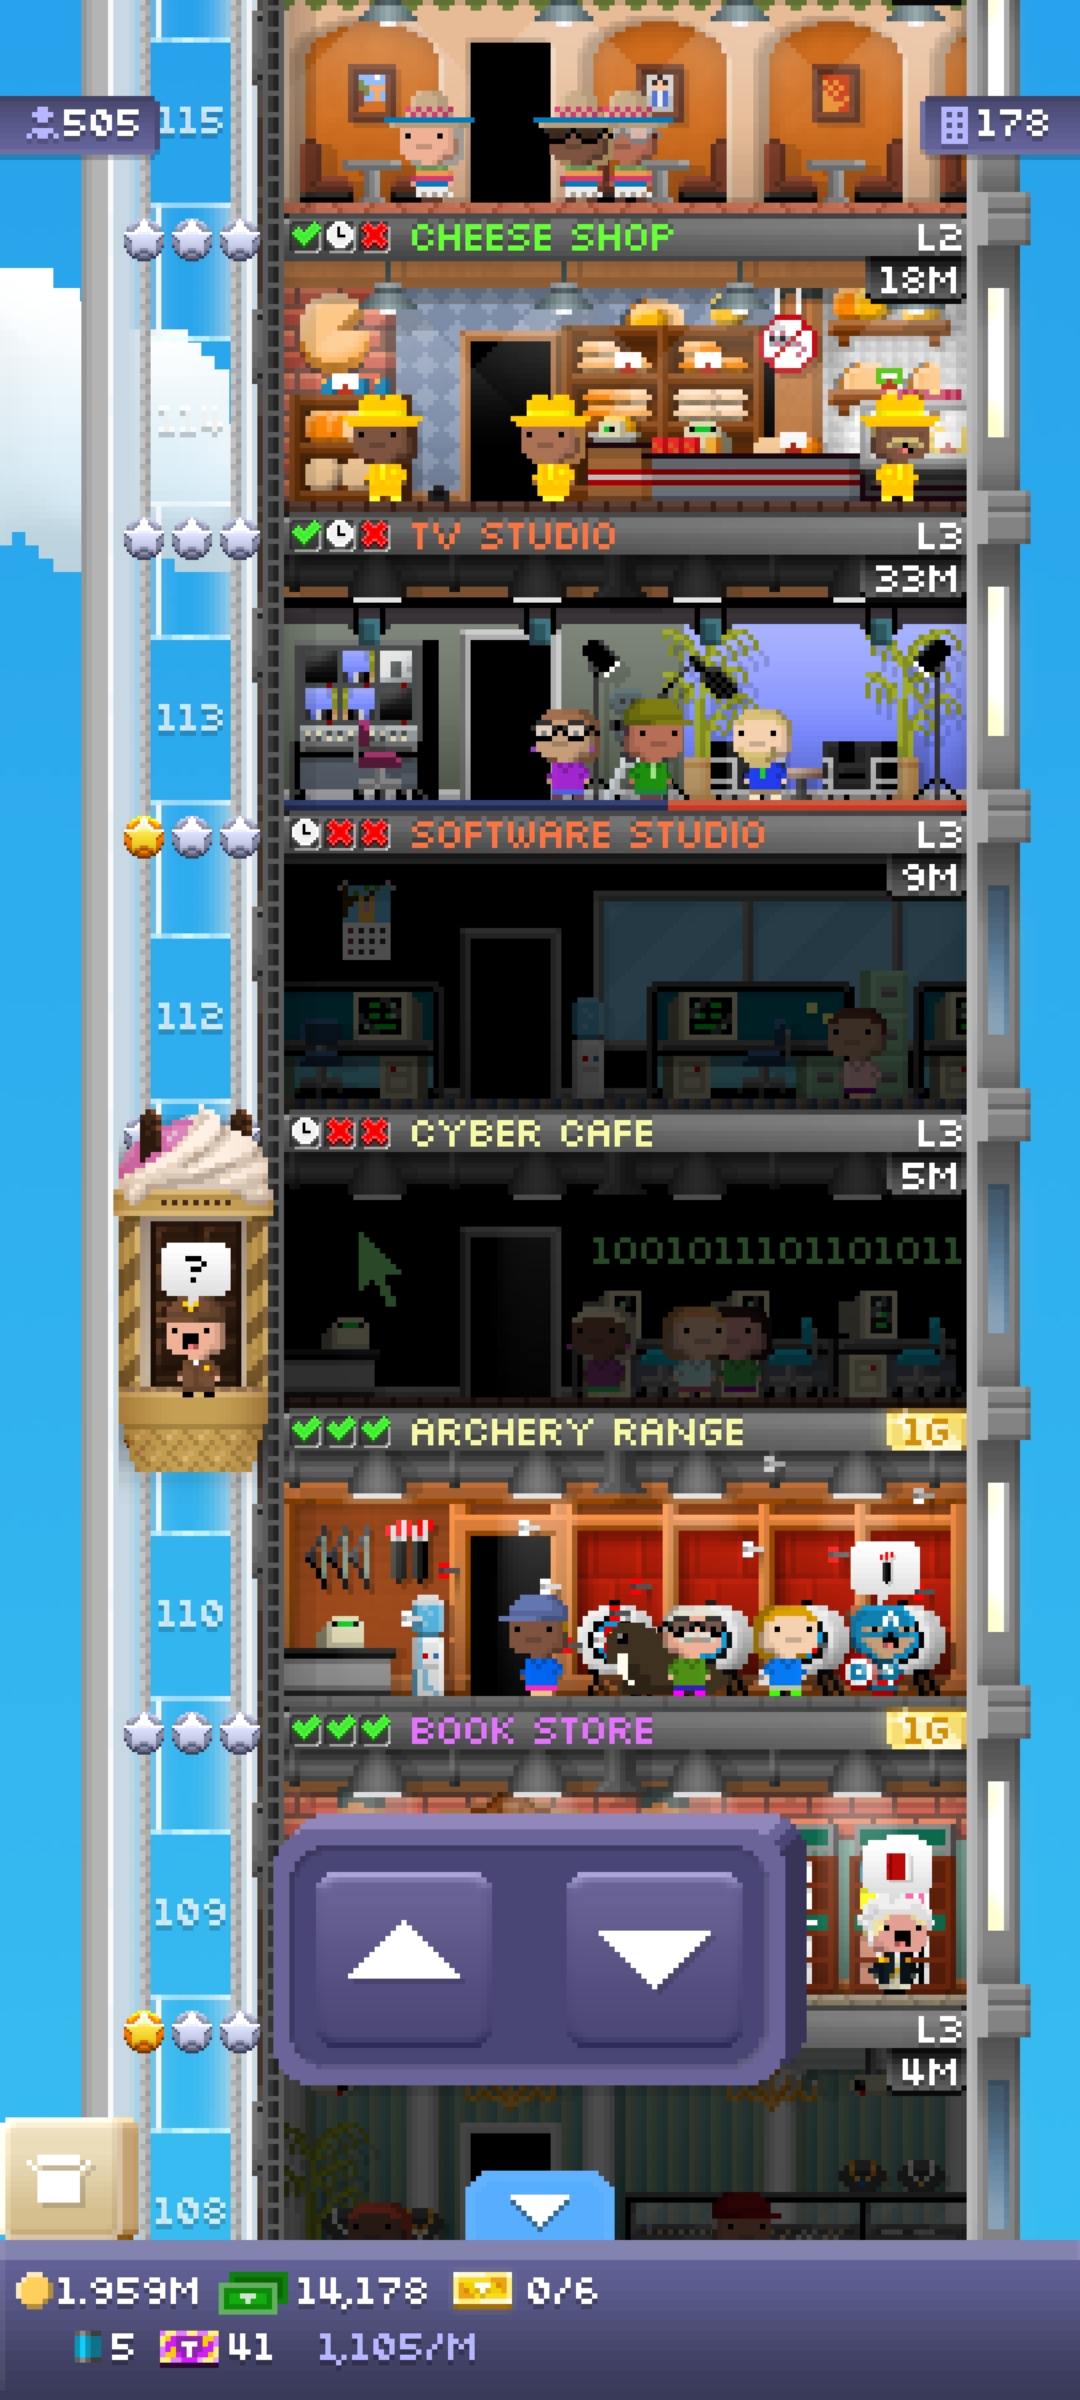 505
115
178
CHEESE SHOP
L2
18M
114
TV STUDIO
L3
33M
113
SOFTWARE STUDIO
L3
9M
112
CYBER CAFE
L3
5M
1001011101101011
?
ARCHERY RANGE
1G
110
A
BOOK STORE
1G
109
L3
4M
108
1.959M
14,178
0/6
5
T
41
1,105/M